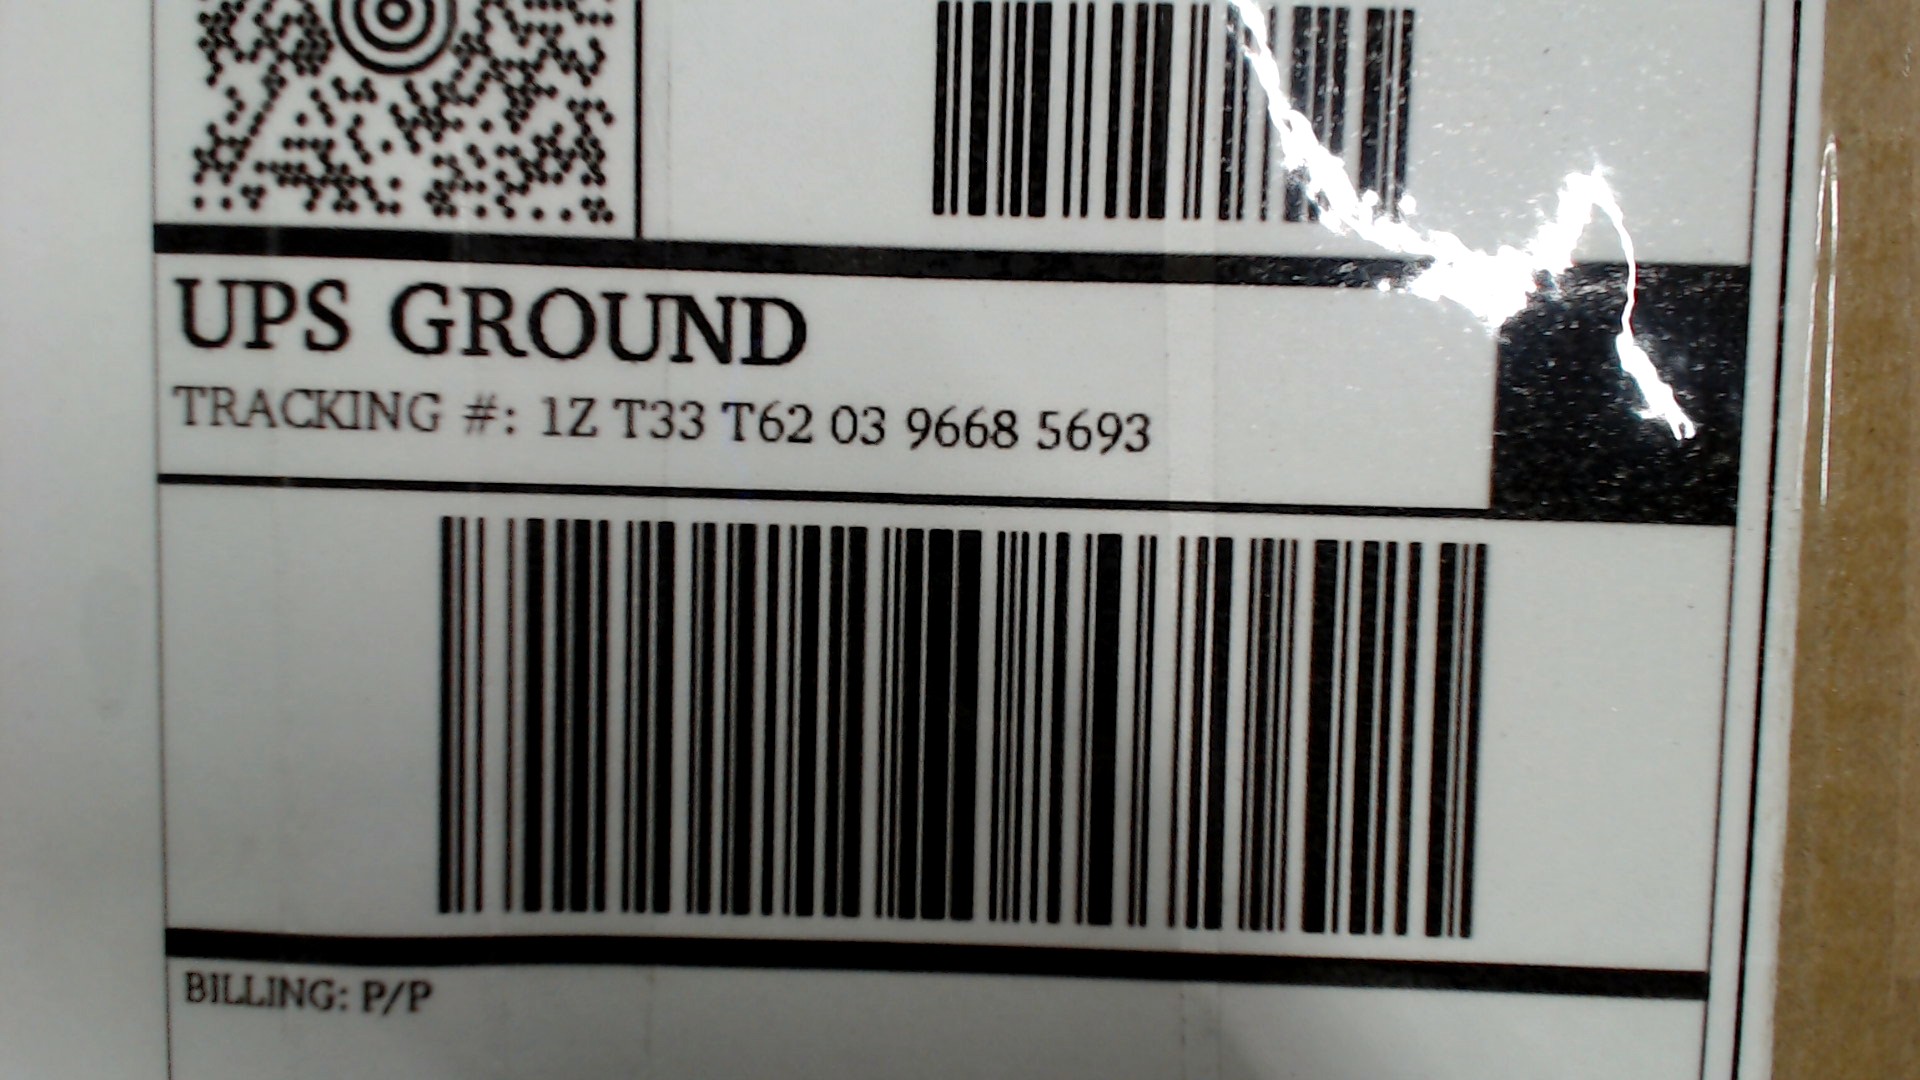 UPS GROUND
TRACKING #: 1Z T33 T62 03 9668 5693
BILLING: P/P